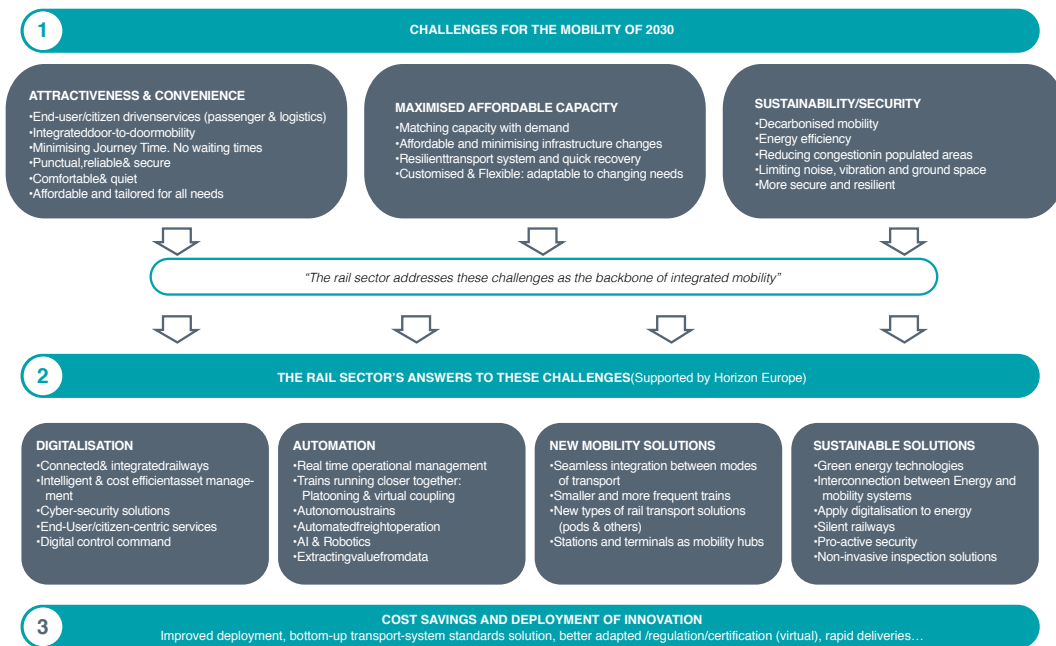 1
CHALLENGES FOR THE MOBILITY OF 2030
ATTRACTIVENESS & CONVENIENCE
•End-user/citizen drivenservices (passenger & logistics)
•Integrateddoor-to-doormobility
•Minimising Journey Time. No waiting times
•Punctual,reliable& secure
•Comfortable& quiet
•Affordable and tailored for all needs
MAXIMISED AFFORDABLE CAPACITY
•Matching capacity with demand
•Affordable and minimising infrastructure changes
•Resilienttransport system and quick recovery
•Customised & Flexible: adaptable to changing needs
SUSTAINABILITY/SECURITY
•Decarbonised mobility
•Energy efficiency
•Reducing congestionin populated areas
•Limiting noise, vibration and ground space
•More secure and resilient
“The rail sector addresses these challenges as the backbone of integrated mobility”
2
THE RAIL SECTOR’S ANSWERS TO THESE CHALLENGES(Supported by Horizon Europe)
DIGITALISATION
•Connected& integratedrailways
•Intelligent & cost efficientasset manage-
ment
•Cyber-security solutions
•End-User/citizen-centric services
•Digital control command
AUTOMATION
•Real time operational management
•Trains running closer together:
Platooning & virtual coupling
•Autonomoustrains
•Automatedfreightoperation
•AI & Robotics
•Extractingvaluefromdata
NEW MOBILITY SOLUTIONS
•Seamless integration between modes
of transport
•Smaller and more frequent trains
•New types of rail transport solutions
(pods & others)
•Stations and terminals as mobility hubs
SUSTAINABLE SOLUTIONS
•Green energy technologies
•Interconnection between Energy and
mobility systems
•Apply digitalisation to energy
•Silent railways
•Pro-active security
•Non-invasive inspection solutions
3
COST SAVINGS AND DEPLOYMENT OF INNOVATION
Improved deployment, bottom-up transport-system standards solution, better adapted /regulation/certification (virtual), rapid deliveries…